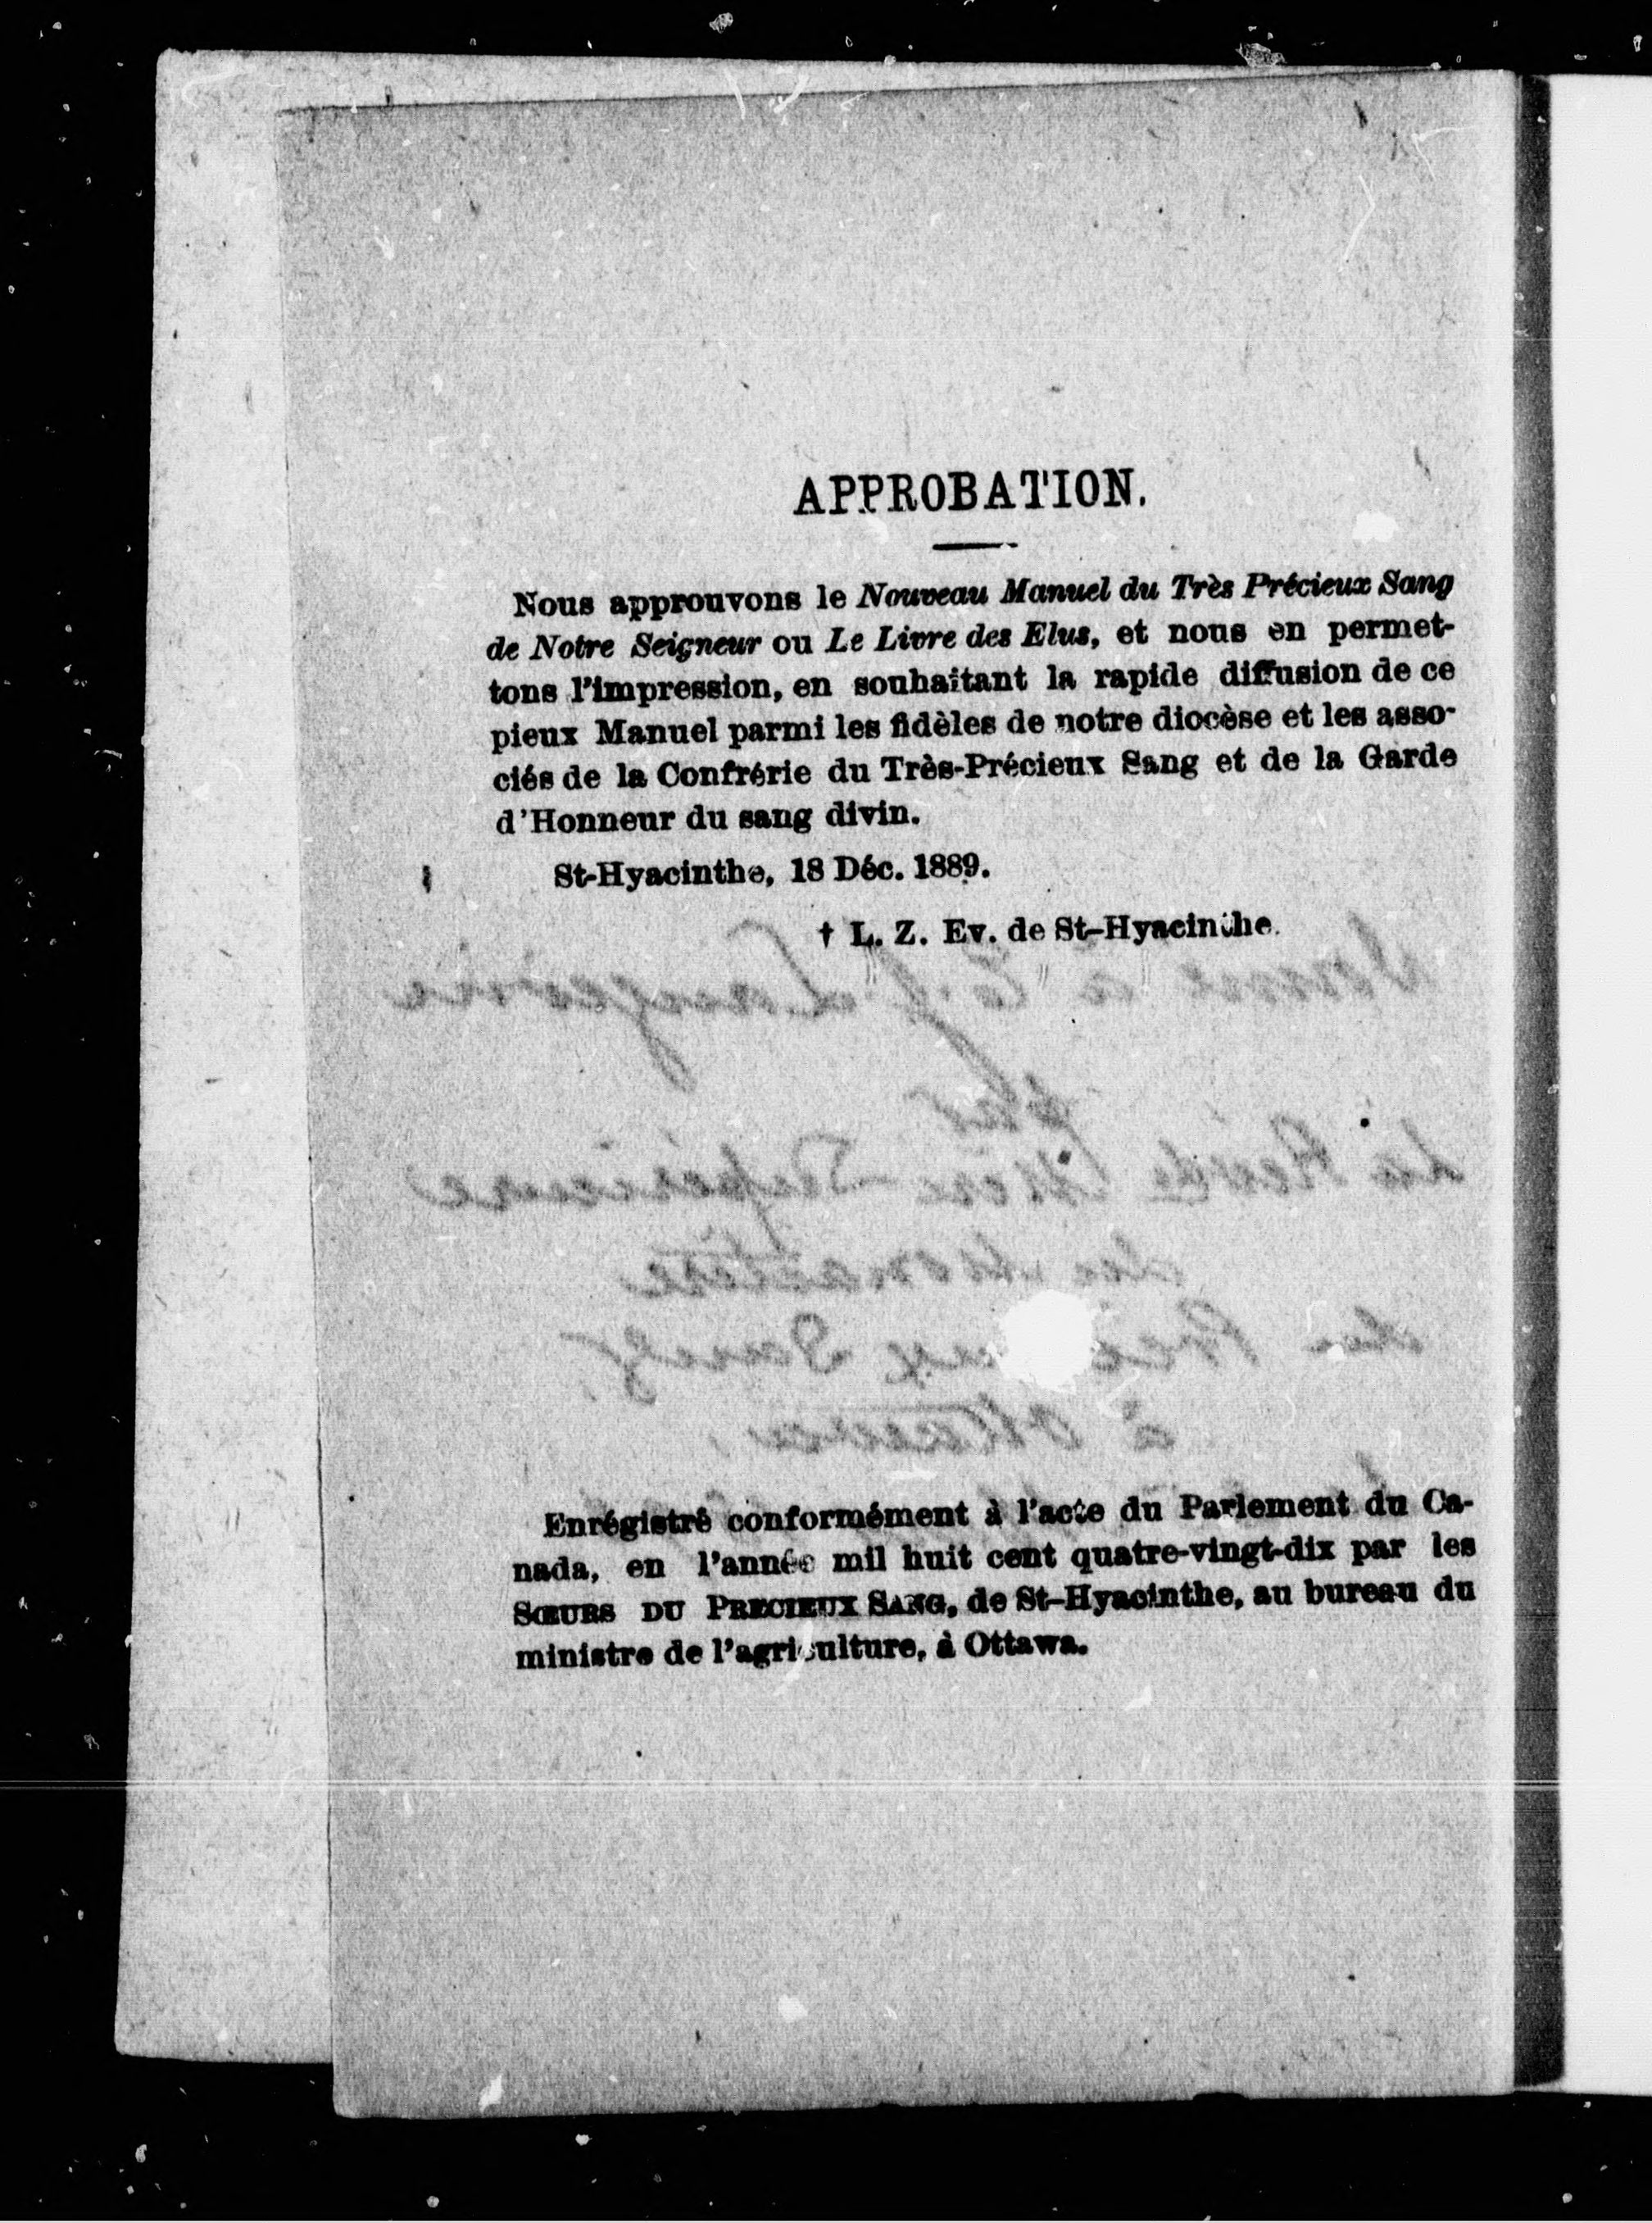 APPROBATION.
Nous approuvons le Nouveau Manuel du Très Précieux Sang
de Notre Seigneur ou Le Livre des Elus, et nous en permet-
tons l'impression, en souhaitant la rapide diffusion de ce
pieux Manuel parmi les fidèles de notre diocèse et les asso-
ciés de la Confrérie du Très-Précieux Sang et de la Garde
d'Honneur du sang divin.
St-Hyacinthe, 18 Déc. 1889.
† L. Z. Ev. de St-Hyacinthe.
Enrégistré conformément à l'acte du Parlement du Ca-
nada, en l'année mil huit cent quatre-vingt-dix par les
SŒURS DU PRECIEUX SANG, de St-Hyacinthe, au bureau du
ministre de l'agriculture, à Ottawa.